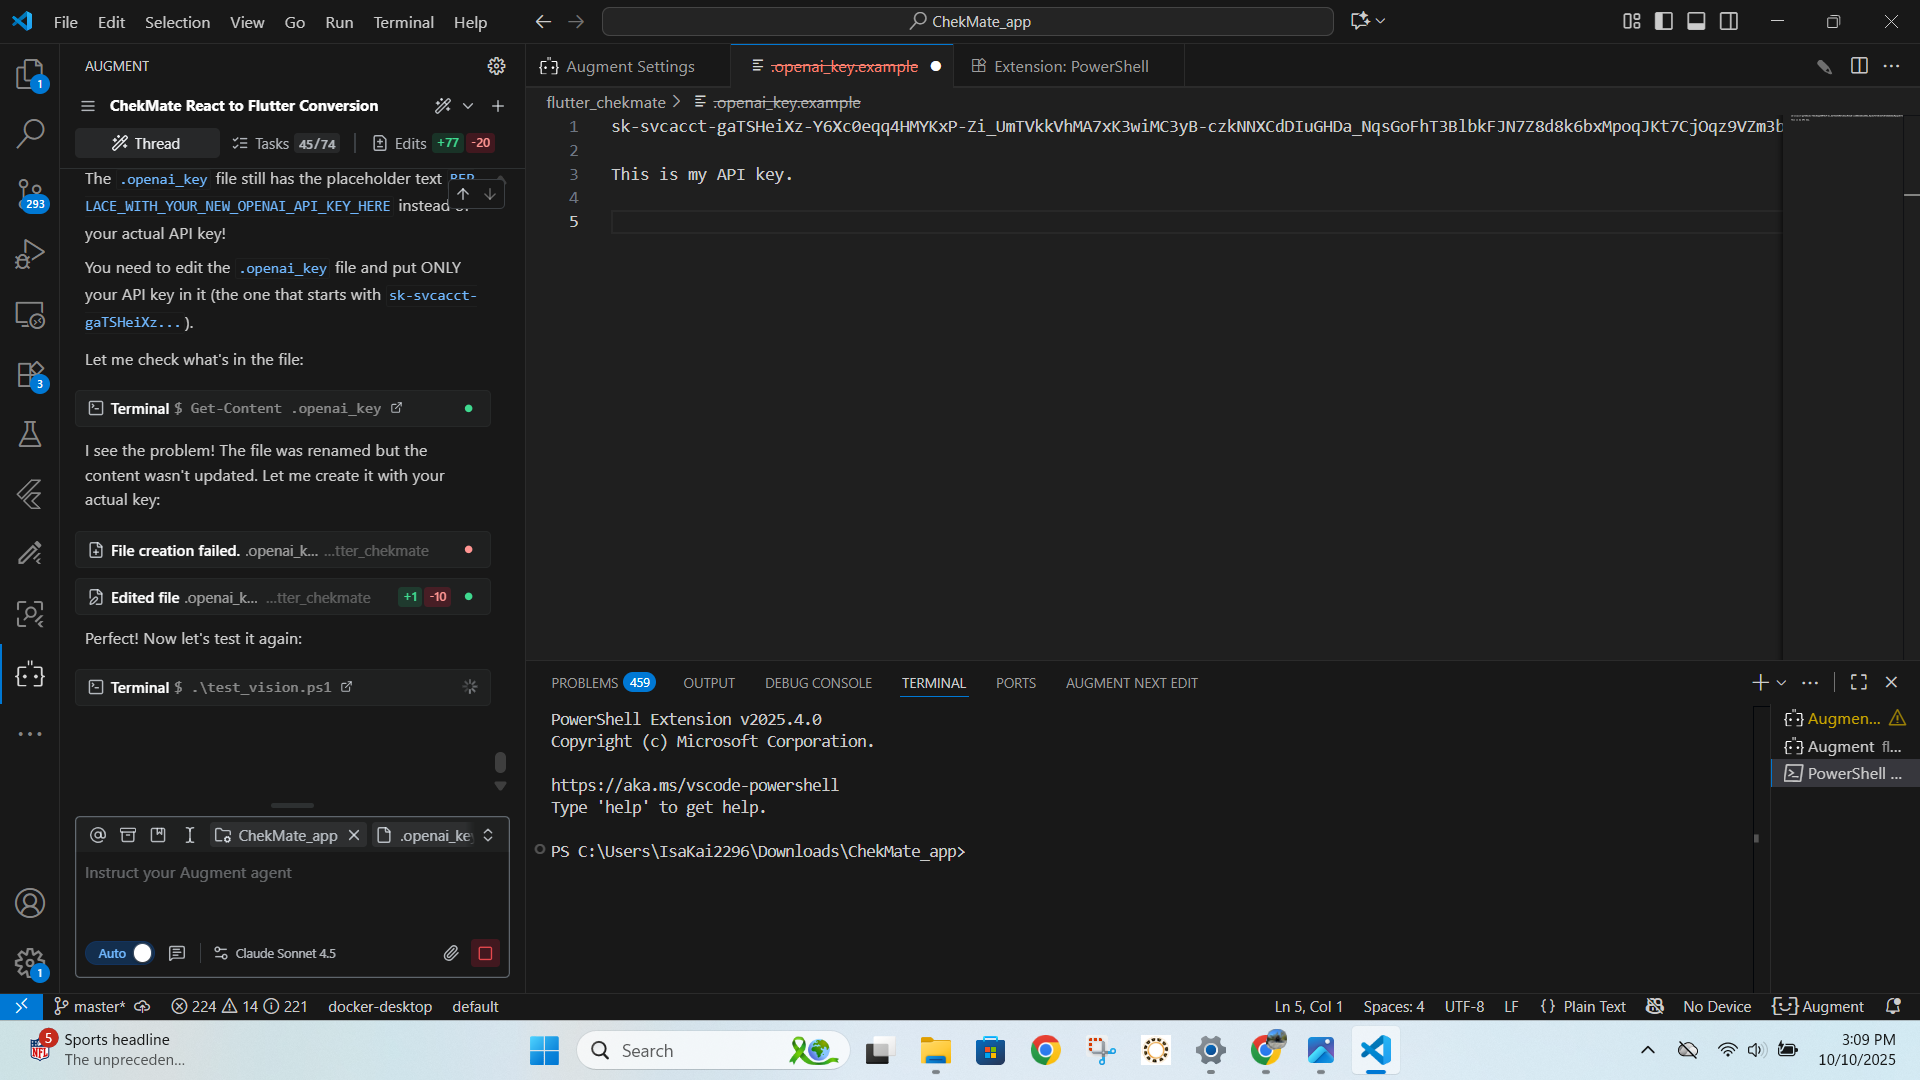 File Edit Selection View Go Run Terminal Help
ChekMate_app
AUGMENT
ChekMate React to Flutter Conversion
Thread
Tasks 45/74
Edits +77 -20
The .openai_key file still has the placeholder text REP
LACE_WITH_YOUR_NEW_OPENAI_API_KEY_HERE instead of
your actual API key!
You need to edit the .openai_key file and put ONLY
your API key in it (the one that starts with sk-svcacct-
gaTSHeiXz...).
Let me check what's in the file:
Terminal $ Get-Content .openai_key
I see the problem! The file was renamed but the
content wasn't updated. Let me create it with your
actual key:
File creation failed. .openai_k... ...tter_chekmate
Edited file .openai_k... ...tter_chekmate +1 -10
Perfect! Now let's test it again:
Terminal $ .\test_vision.ps1
ChekMate_app
.openai_ke
Instruct your Augment agent
Auto
Claude Sonnet 4.5
1
293
3
1
Augment Settings
.openai_key.example
Extension: PowerShell
flutter_chekmate > .openai_key.example
1 sk-svcacct-gaTSHeiXz-Y6Xc0eqq4HMYKxP-Zi_UmTVkkVhMA7xK3wiMC3yB-czkNNXCdDIuGHDa_NqsGoFhT3BlbkFJN7Z8d8k6bxMpoqJKt7CjOqz9VZm3b
2
3 This is my API key.
4
5
PROBLEMS 459 OUTPUT DEBUG CONSOLE TERMINAL PORTS AUGMENT NEXT EDIT
PowerShell Extension v2025.4.0
Copyright (c) Microsoft Corporation.
https://aka.ms/vscode-powershell
Type 'help' to get help.
PS C:\Users\IsaKai2296\Downloads\ChekMate_app>
Augmen...
Augment fl...
PowerShell ...
master* 224 14 221 docker-desktop default
Ln 5, Col 1 Spaces: 4 UTF-8 LF {} Plain Text No Device Augment
5
NFL
Sports headline
The unpreceden...
Search
3:09 PM
10/10/2025